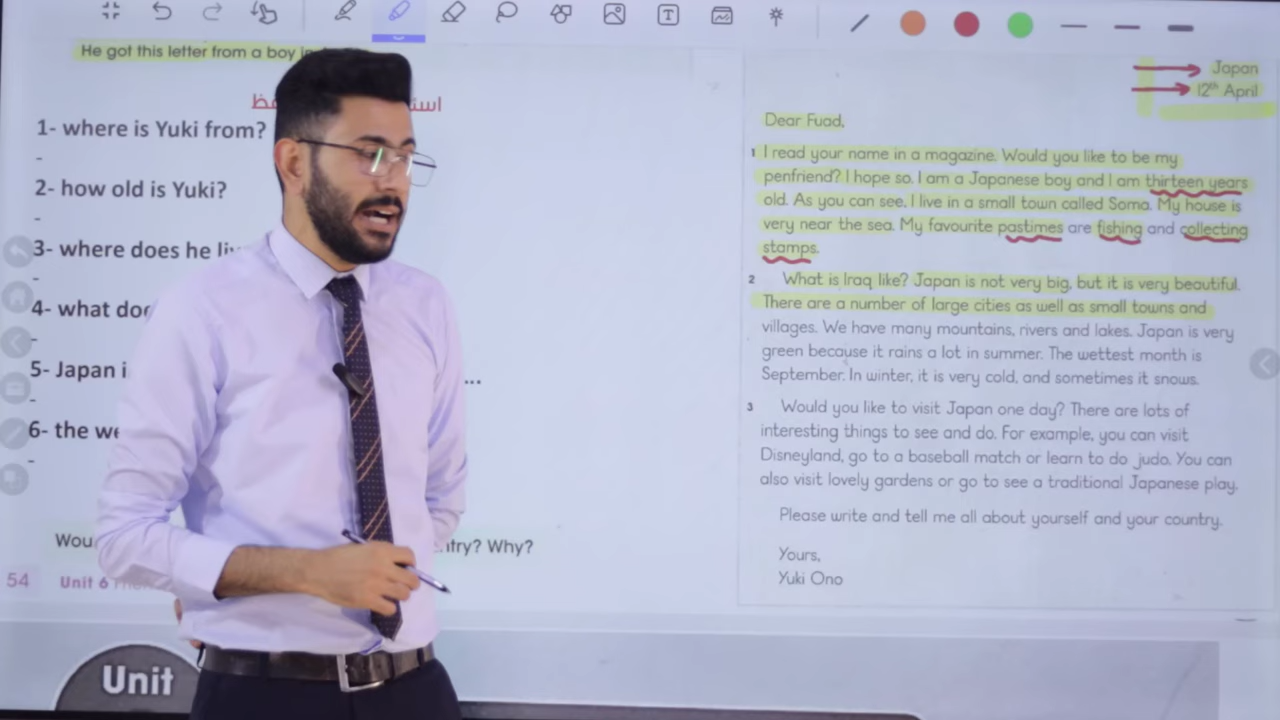 He got this letter from a boy
1- where is Yuki from?
-
2- how old is Yuki?
-
3- where does he
-
4- what
-
5- Japan
...
-
6- the
-
try? Why?
54 Unit 6
Unit
Japan
12th April
Dear Fuad,
1 I read your name in a magazine. Would you like to be my
penfriend? I hope so. I am a Japanese boy and I am thirteen years
old. As you can see, I live in a small town called Soma. My house is
very near the sea. My favourite pastimes are fishing and collecting
stamps.
2 What is Iraq like? Japan is not very big, but it is very beautiful.
There are a number of large cities as well as small towns and
villages. We have many mountains, rivers and lakes. Japan is very
green because it rains a lot in summer. The wettest month is
September. In winter, it is very cold, and sometimes it snows.
3 Would you like to visit Japan one day? There are lots of
interesting things to see and do. For example, you can visit
Disneyland, go to a baseball match or learn to do judo. You can
also visit lovely gardens or go to see a traditional Japanese play.
Please write and tell me all about yourself and your country.
Yours,
Yuki Ono